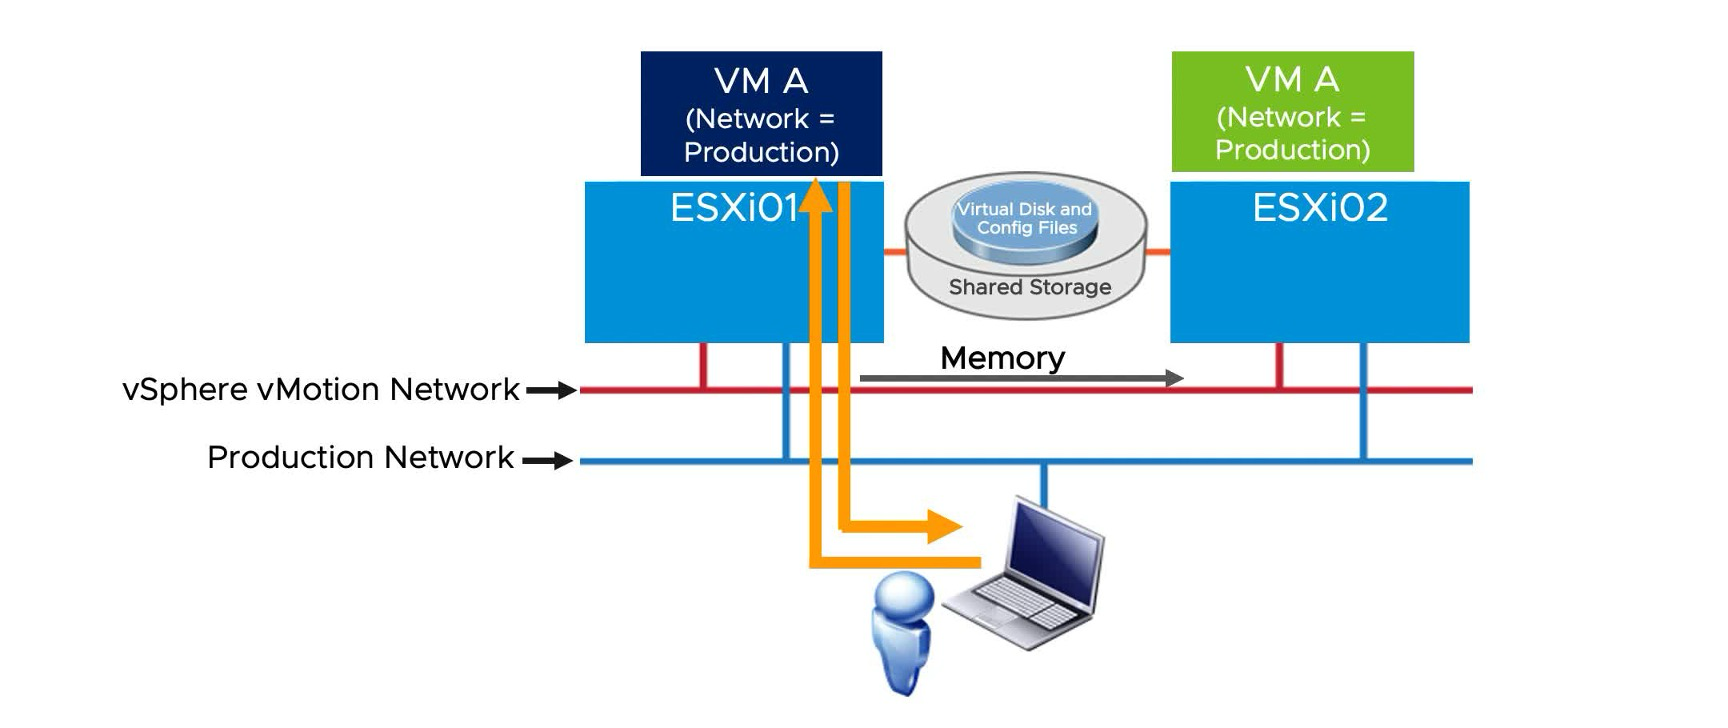 VM A
(Network =
Production)
VM A
(Network =
Production)
ESXi01
Virtual Disk and
Config Files
Shared Storage
ESXi02
Memory
vSphere vMotion Network
Production Network